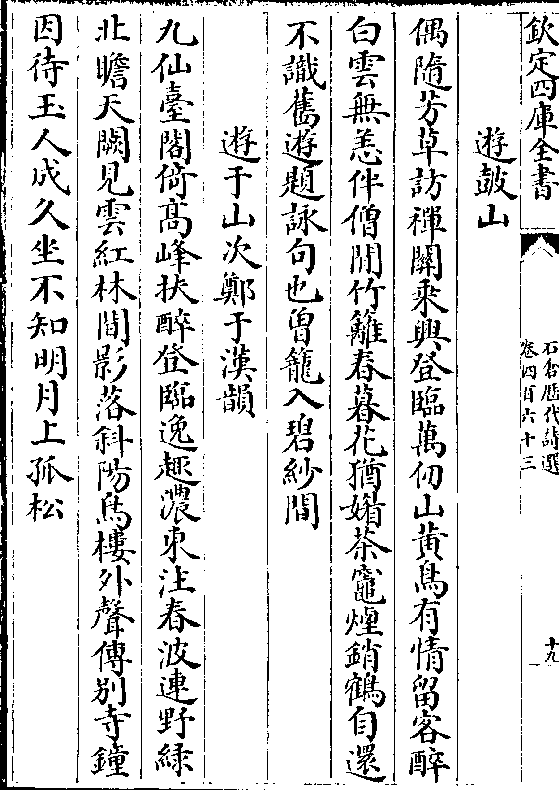 欽定四庫全書
石倉歷代詩選
卷四百六十三
十九
遊鼓山
偶隨芳草訪禪關乘興登臨萬仞山黄鳥有情留客醉
白雲無恙伴僧閒竹籬春暮花猶媚茶竈煙銷鶴自還
不識舊遊題詠句也曾籠入碧紗間
遊于山次鄭于漢韻
九仙臺閣倚髙峰扶醉登臨逸趣濃東注春波連野緑
北瞻天闕見雲紅林間影落斜陽鳥樓外聲傳别寺鐘
因待玉人成久坐不知明月上孤松